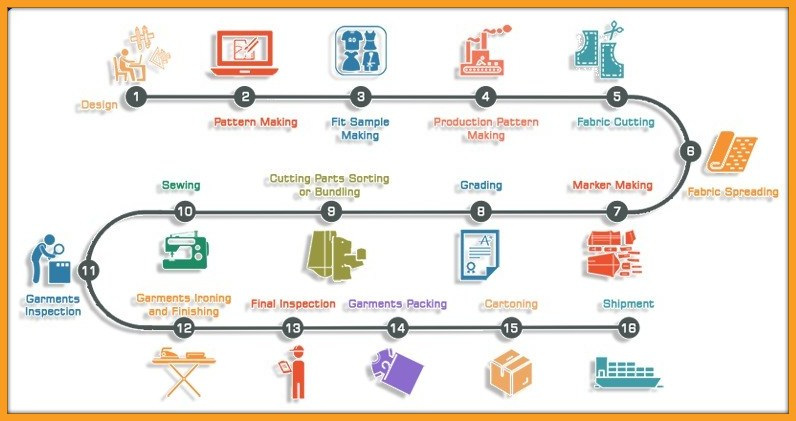 1
Design
2
Pattern Making
3
Fit Sample
Making
4
Production Pattern
Making
5
Fabric Cutting
6
Fabric Spreading
Marker Making
7
Grading
8
Cutting Parts Sorting
or Bundling
9
Sewing
10
11
Garments
Inspection
Garments Ironing
and Finishing
12
Final Inspection
13
Garments Packing
14
Cartoning
15
Shipment
16
A+